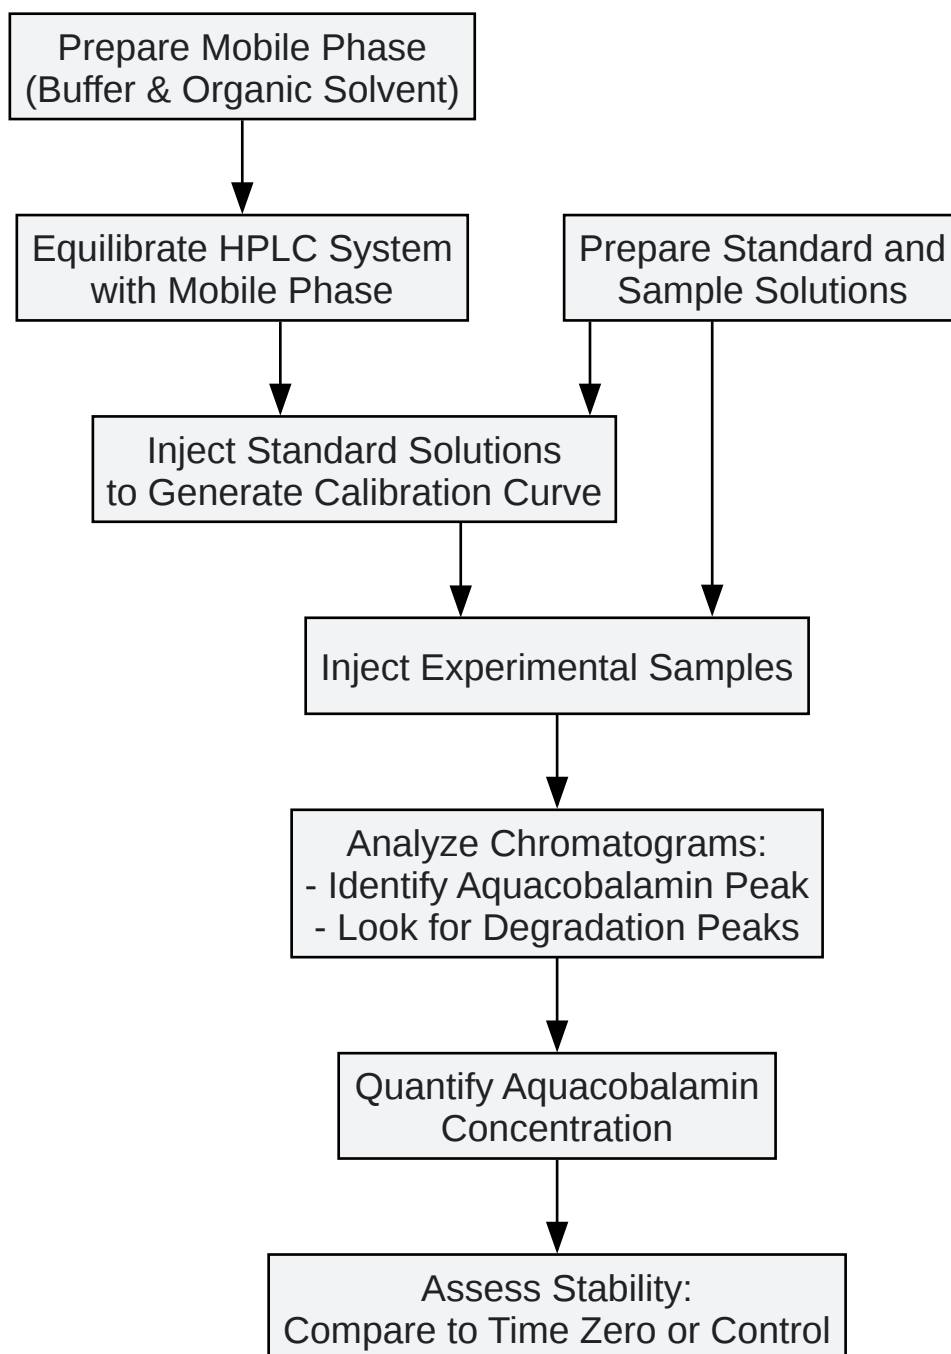 Prepare Mobile Phase
(Buffer & Organic Solvent)
Equilibrate HPLC System
with Mobile Phase
Prepare Standard and
Sample Solutions
Inject Standard Solutions
to Generate Calibration Curve
Inject Experimental Samples
Analyze Chromatograms:
- Identify Aquacobalamin Peak
- Look for Degradation Peaks
Quantify Aquacobalamin
Concentration
Assess Stability:
Compare to Time Zero or Control